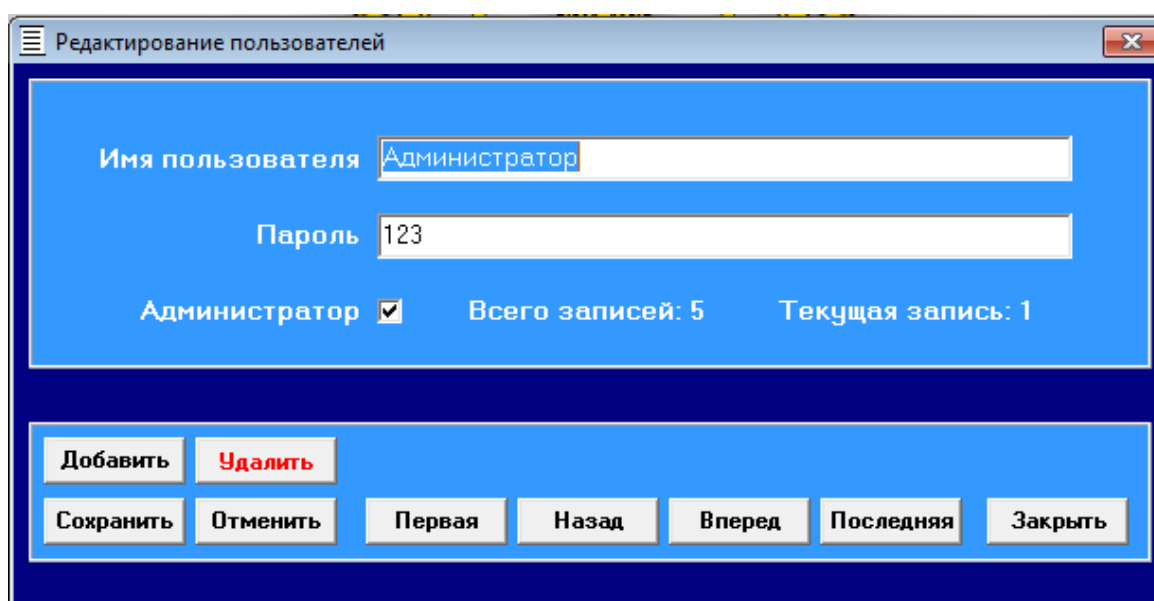 Редактирование пользователей
Имя пользователя Администратор
Пароль 123
Администратор Всего записей: 5 Текущая запись: 1
Добавить Удалить
Сохранить Отменить Первая Назад Вперед Последняя Закрыть